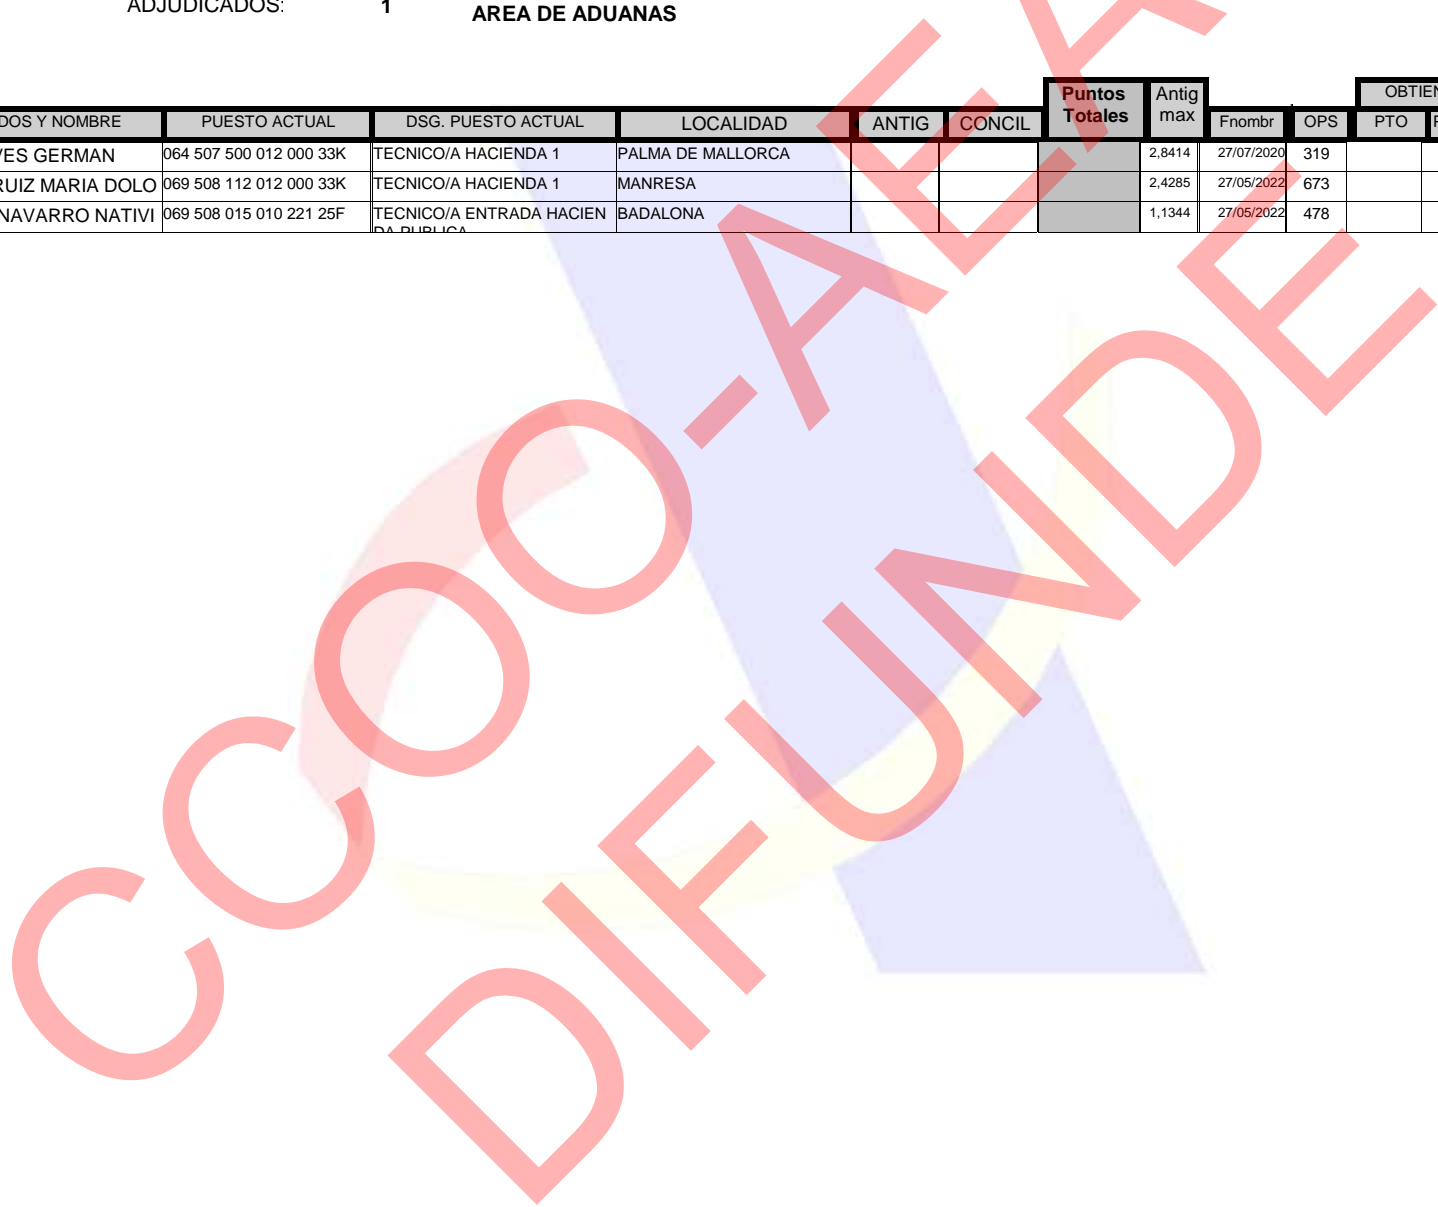 ADJUDICADOS: 1 AREA DE ADUANAS
Puntos Totales Antig max OBTIEN
DOS Y NOMBRE PUESTO ACTUAL DSG. PUESTO ACTUAL LOCALIDAD ANTIG CONCIL Fnombr OPS PTO
VES GERMAN 064 507 500 012 000 33K TECNICO/A HACIENDA 1 PALMA DE MALLORCA 2,8414 27/07/2020 319
RUIZ MARIA DOLO 069 508 112 012 000 33K TECNICO/A HACIENDA 1 MANRESA 2,4285 27/05/2022 673
NAVARRO NATIVI 069 508 015 010 221 25F TECNICO/A ENTRADA HACIEN BADALONA 1,1344 27/05/2022 478
DA PUBLICA
CCOO-AEA
DIFUNDE